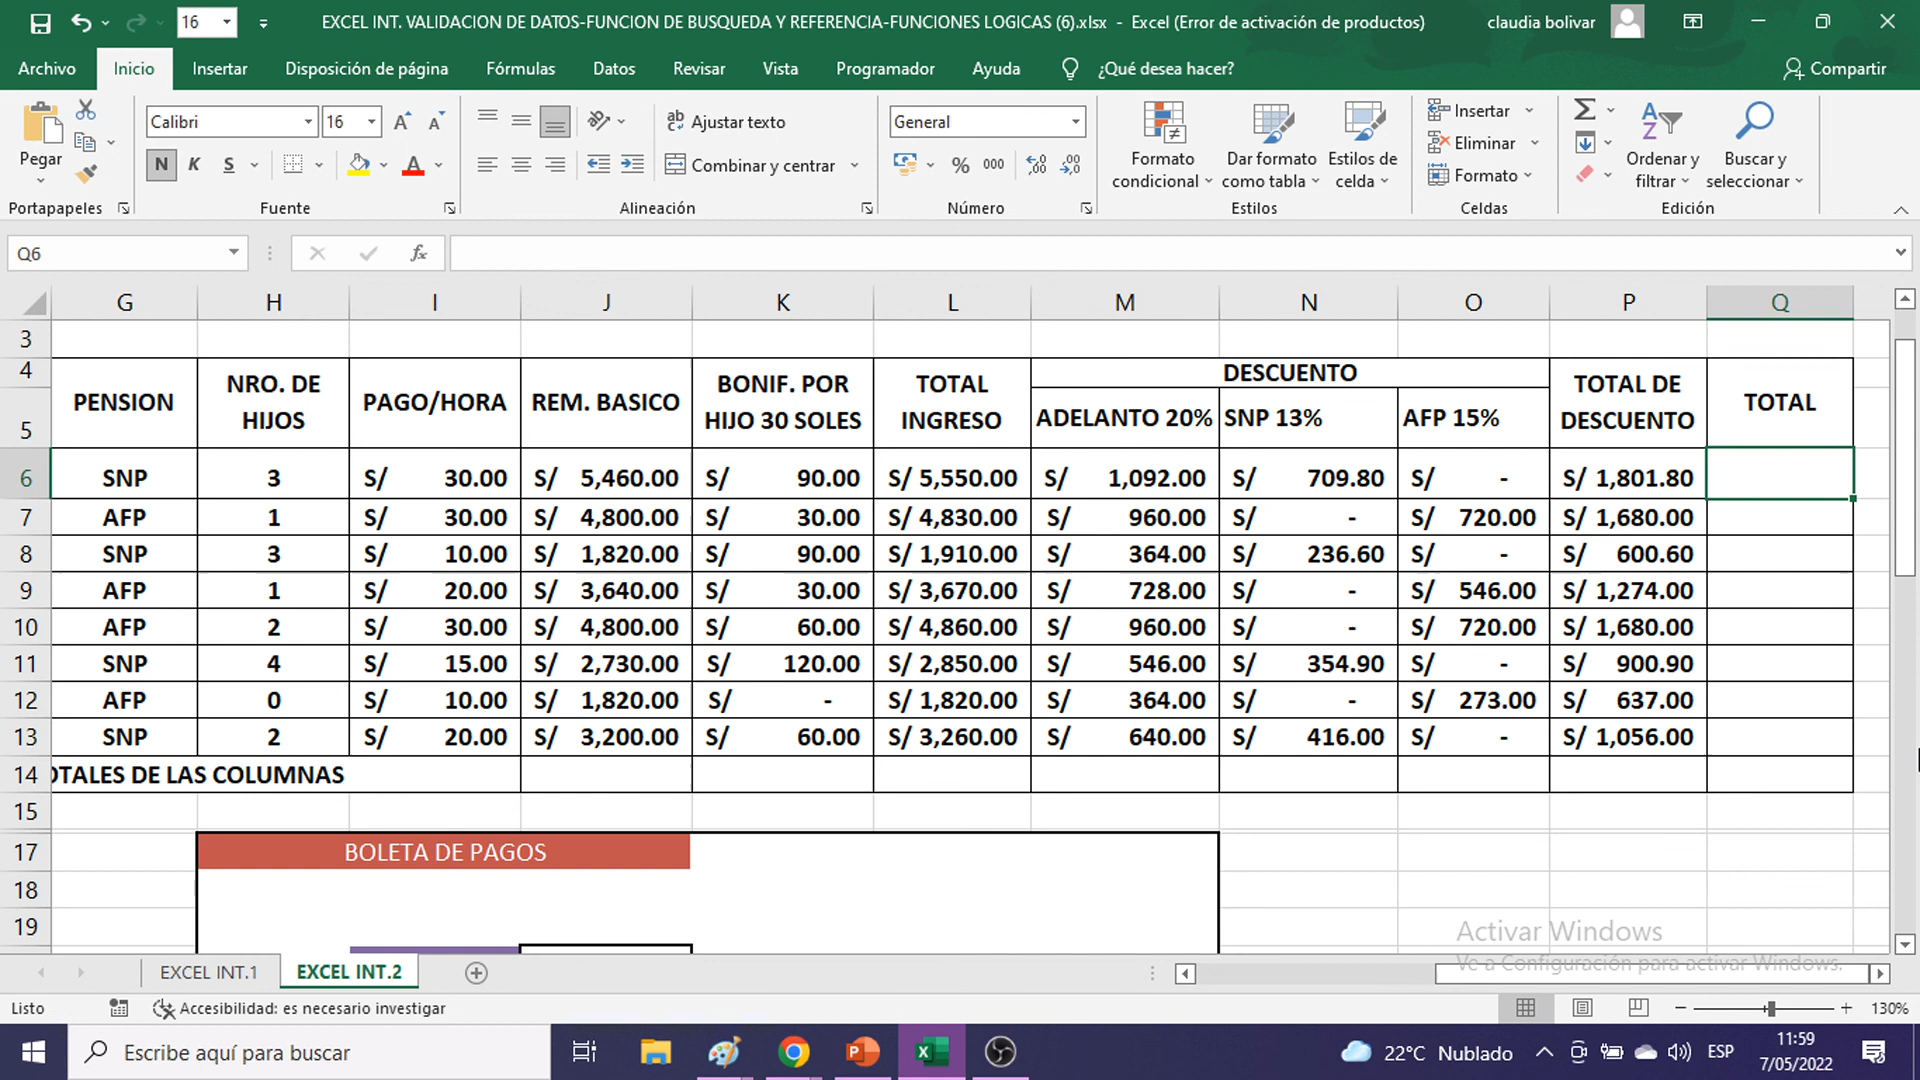 16 EXCEL INT. VALIDACION DE DATOS-FUNCION DE BUSQUEDA Y REFERENCIA-FUNCIONES LOGICAS (6).xlsx - Excel (Error de activación de productos) claudia bolivar
Archivo Inicio Insertar Disposición de página Fórmulas Datos Revisar Vista Programador Ayuda ¿Qué desea hacer? Compartir
Pegar
Portapapeles
Calibri 16
N K S
Fuente
Ajustar texto
Combinar y centrar
Alineación
General
% 000
Número
Formato condicional
Dar formato como tabla
Estilos de celda
Estilos
Insertar
Eliminar
Formato
Celdas
Ordenar y filtrar
Buscar y seleccionar
Edición
Q6 fx
G H I J K L M N O P Q
3
4 PENSION NRO. DE HIJOS PAGO/HORA REM. BASICO BONIF. POR HIJO 30 SOLES TOTAL INGRESO DESCUENTO TOTAL DE DESCUENTO TOTAL
5 ADELANTO 20% SNP 13% AFP 15%
6 SNP 3 S/ 30.00 S/ 5,460.00 S/ 90.00 S/ 5,550.00 S/ 1,092.00 S/ 709.80 S/ - S/ 1,801.80
7 AFP 1 S/ 30.00 S/ 4,800.00 S/ 30.00 S/ 4,830.00 S/ 960.00 S/ - S/ 720.00 S/ 1,680.00
8 SNP 3 S/ 10.00 S/ 1,820.00 S/ 90.00 S/ 1,910.00 S/ 364.00 S/ 236.60 S/ - S/ 600.60
9 AFP 1 S/ 20.00 S/ 3,640.00 S/ 30.00 S/ 3,670.00 S/ 728.00 S/ - S/ 546.00 S/ 1,274.00
10 AFP 2 S/ 30.00 S/ 4,800.00 S/ 60.00 S/ 4,860.00 S/ 960.00 S/ - S/ 720.00 S/ 1,680.00
11 SNP 4 S/ 15.00 S/ 2,730.00 S/ 120.00 S/ 2,850.00 S/ 546.00 S/ 354.90 S/ - S/ 900.90
12 AFP 0 S/ 10.00 S/ 1,820.00 S/ - S/ 1,820.00 S/ 364.00 S/ - S/ 273.00 S/ 637.00
13 SNP 2 S/ 20.00 S/ 3,200.00 S/ 60.00 S/ 3,260.00 S/ 640.00 S/ 416.00 S/ - S/ 1,056.00
14 OTALES DE LAS COLUMNAS
15
17 BOLETA DE PAGOS
18
19
Activar Windows
Ve a Configuración para activar Windows.
EXCEL INT.1 EXCEL INT.2
Listo Accesibilidad: es necesario investigar 130%
Escribe aquí para buscar 22°C Nublado ESP 11:59
7/05/2022